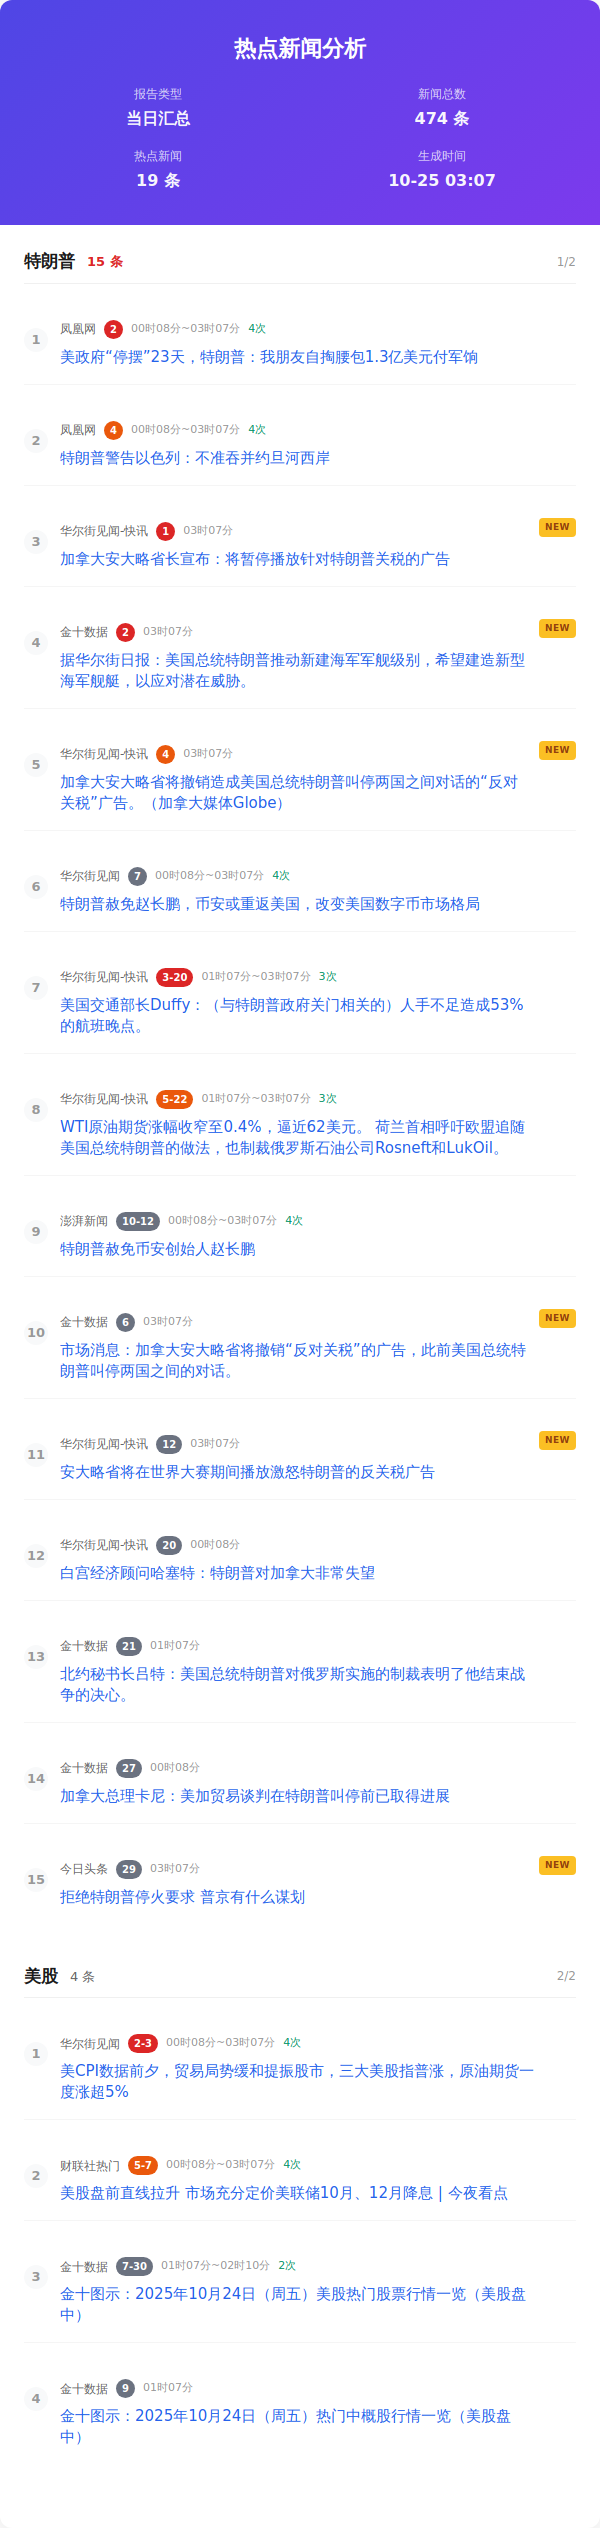 热点新闻分析
报告类型
新闻总数
当日汇总
474 条
热点新闻
生成时间
19 条
10-25 03:07
特朗普 15 条 1/2
1 凤凰网 2 00时08分~03时07分 4次
美政府“停摆”23天，特朗普：我朋友自掏腰包1.3亿美元付军饷
2 凤凰网 4 00时08分~03时07分 4次
特朗普警告以色列：不准吞并约旦河西岸
3 华尔街见闻-快讯 1 03时07分 NEW
加拿大安大略省长宣布：将暂停播放针对特朗普关税的广告
4 金十数据 2 03时07分 NEW
据华尔街日报：美国总统特朗普推动新建海军军舰级别，希望建造新型
海军舰艇，以应对潜在威胁。
5 华尔街见闻-快讯 4 03时07分 NEW
加拿大安大略省将撤销造成美国总统特朗普叫停两国之间对话的“反对
关税”广告。（加拿大媒体Globe）
6 华尔街见闻 7 00时08分~03时07分 4次
特朗普赦免赵长鹏，币安或重返美国，改变美国数字币市场格局
7 华尔街见闻-快讯 3-20 01时07分~03时07分 3次
美国交通部长Duffy：（与特朗普政府关门相关的）人手不足造成53%
的航班晚点。
8 华尔街见闻-快讯 5-22 01时07分~03时07分 3次
WTI原油期货涨幅收窄至0.4%，逼近62美元。 荷兰首相呼吁欧盟追随
美国总统特朗普的做法，也制裁俄罗斯石油公司Rosneft和LukOil。
9 澎湃新闻 10-12 00时08分~03时07分 4次
特朗普赦免币安创始人赵长鹏
10 金十数据 6 03时07分 NEW
市场消息：加拿大安大略省将撤销“反对关税”的广告，此前美国总统特
朗普叫停两国之间的对话。
11 华尔街见闻-快讯 12 03时07分 NEW
安大略省将在世界大赛期间播放激怒特朗普的反关税广告
12 华尔街见闻-快讯 20 00时08分
白宫经济顾问哈塞特：特朗普对加拿大非常失望
13 金十数据 21 01时07分
北约秘书长吕特：美国总统特朗普对俄罗斯实施的制裁表明了他结束战
争的决心。
14 金十数据 27 00时08分
加拿大总理卡尼：美加贸易谈判在特朗普叫停前已取得进展
15 今日头条 29 03时07分 NEW
拒绝特朗普停火要求 普京有什么谋划
美股 4 条 2/2
1 华尔街见闻 2-3 00时08分~03时07分 4次
美CPI数据前夕，贸易局势缓和提振股市，三大美股指普涨，原油期货一
度涨超5%
2 财联社热门 5-7 00时08分~03时07分 4次
美股盘前直线拉升 市场充分定价美联储10月、12月降息 | 今夜看点
3 金十数据 7-30 01时07分~02时10分 2次
金十图示：2025年10月24日（周五）美股热门股票行情一览（美股盘
中）
4 金十数据 9 01时07分
金十图示：2025年10月24日（周五）热门中概股行情一览（美股盘
中）